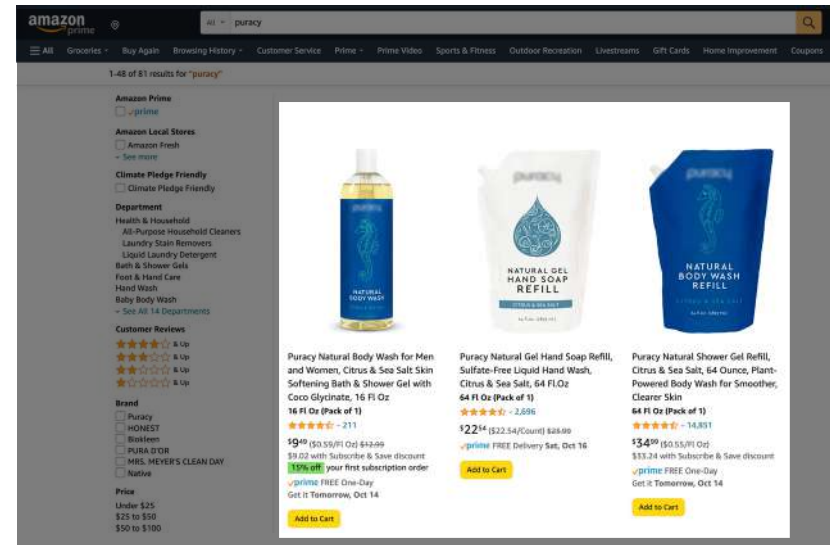 amazon
prime
All
puracy
All
Groceries
Buy Again
Browsing History
Customer Service
Prime
Prime Video
Sports & Fitness
Outdoor Recreation
Livestreams
Gift Cards
Home Improvement
Coupons
1-48 of 81 results for "puracy"
Amazon Prime
prime
Amazon Local Stores
Amazon Fresh
See more
Climate Pledge Friendly
Climate Pledge Friendly
Department
Health & Household
All-Purpose Household Cleaners
Laundry Stain Removers
Liquid Laundry Detergent
Bath & Shower Gels
Foot & Hand Care
Hand Wash
Baby Body Wash
See All 14 Departments
Customer Reviews
& Up
& Up
& Up
& Up
Brand
Puracy
HONEST
Biokleen
PURA D'OR
MRS. MEYER'S CLEAN DAY
Native
Price
Under $25
$25 to $50
$50 to $100
puracy
NATURAL
BODY WASH
Puracy Natural Body Wash for Men
and Women, Citrus & Sea Salt Skin
Softening Bath & Shower Gel with
Coco Glycinate, 16 Fl Oz
16 Fl Oz (Pack of 1)
211
$9.49 ($0.59/Fl Oz) $12.99
$9.02 with Subscribe & Save discount
15% off your first subscription order
prime FREE One-Day
Get it Tomorrow, Oct 14
Add to Cart
puracy
NATURAL GEL
HAND SOAP
REFILL
CITRUS & SEA SALT
Puracy Natural Gel Hand Soap Refill,
Sulfate-Free Liquid Hand Wash,
Citrus & Sea Salt, 64 Fl.Oz
64 Fl Oz (Pack of 1)
2,696
$22.54 ($22.54/Count) $25.99
prime FREE Delivery Sat, Oct 16
Add to Cart
puracy
NATURAL
BODY WASH
REFILL
CITRUS & SEA SALT
Puracy Natural Shower Gel Refill,
Citrus & Sea Salt, 64 Ounce, Plant-
Powered Body Wash for Smoother,
Clearer Skin
64 Fl Oz (Pack of 1)
14,851
$34.99 ($0.55/Fl Oz)
$33.24 with Subscribe & Save discount
prime FREE One-Day
Get it Tomorrow, Oct 14
Add to Cart